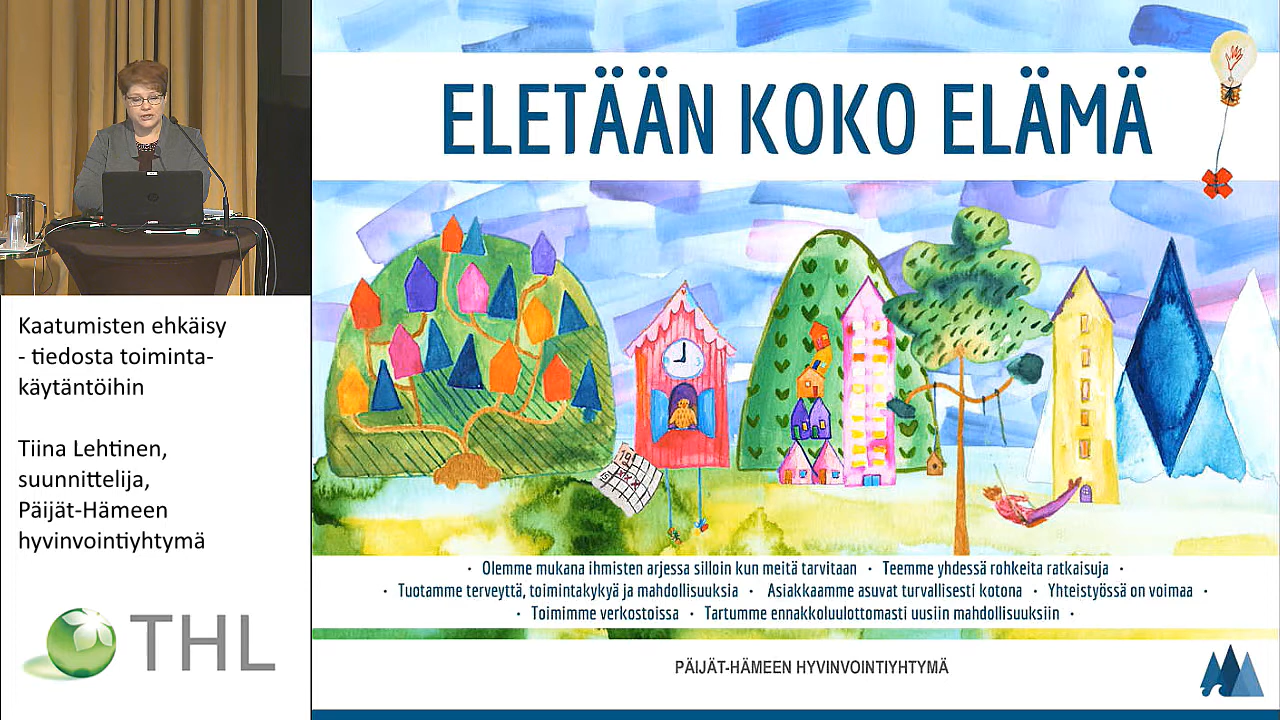 ELETÄÄN KOKO ELÄMÄ
Kaatumisten ehkäisy
- tiedosta toiminta-
käytäntöihin
Tiina Lehtinen,
suunnittelija,
Päijät-Hämeen
hyvinvointiyhtymä
THL
· Olemme mukana ihmisten arjessa silloin kun meitä tarvitaan · Teemme yhdessä rohkeita ratkaisuja ·
· Tuotamme terveyttä, toimintakykyä ja mahdollisuuksia · Asiakkaamme asuvat turvallisesti kotona · Yhteistyössä on voimaa ·
· Toimimme verkostoissa · Tartumme ennakkoluulottomasti uusiin mahdollisuuksiin ·
PÄIJÄT-HÄMEEN HYVINVOINTIYHTYMÄ